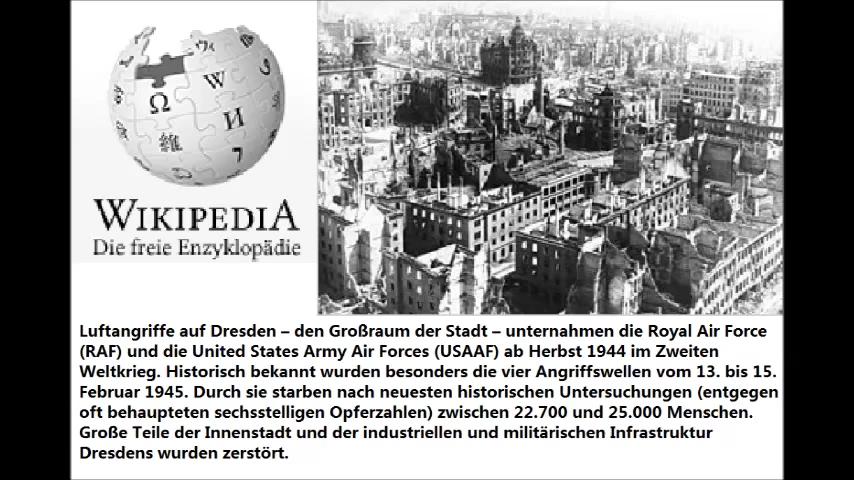 WIKIPEDIA
Die freie Enzyklopädie
Luftangriffe auf Dresden – den Großraum der Stadt – unternahmen die Royal Air Force
(RAF) und die United States Army Air Forces (USAAF) ab Herbst 1944 im Zweiten
Weltkrieg. Historisch bekannt wurden besonders die vier Angriffswellen vom 13. bis 15.
Februar 1945. Durch sie starben nach neuesten historischen Untersuchungen (entgegen
oft behaupteten sechsstelligen Opferzahlen) zwischen 22.700 und 25.000 Menschen.
Große Teile der Innenstadt und der industriellen und militärischen Infrastruktur
Dresdens wurden zerstört.